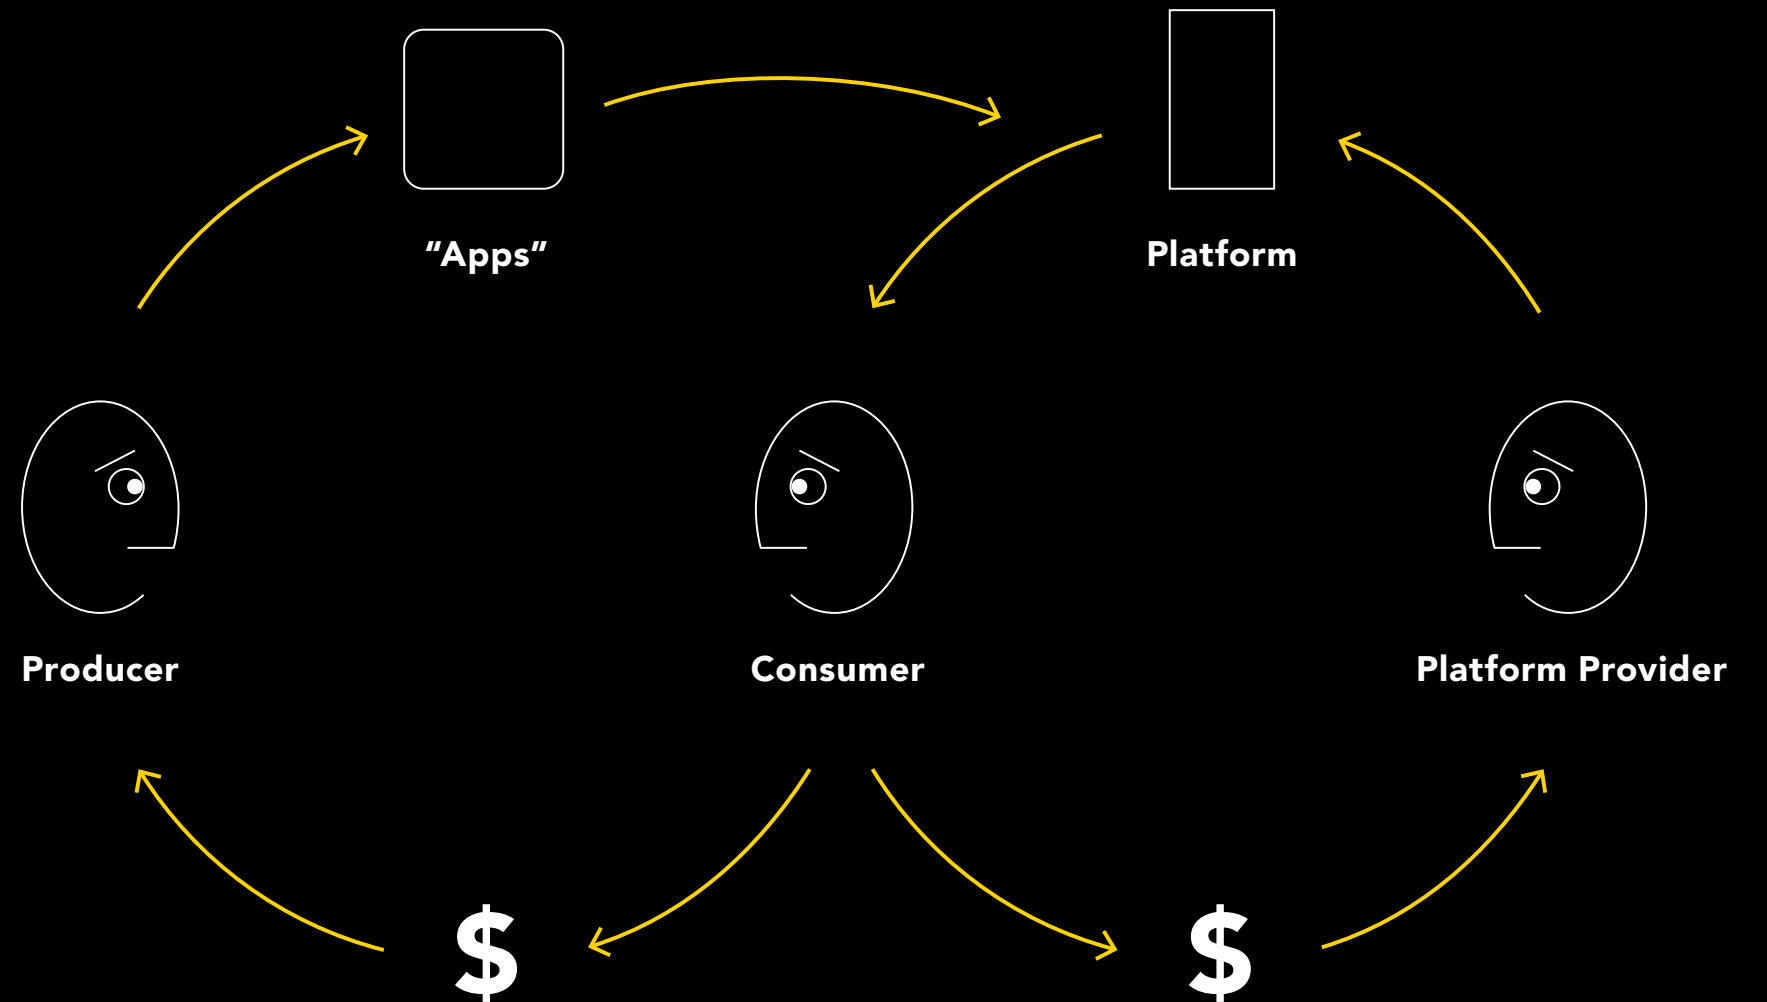 “Apps”
Platform
Producer
Consumer
Platform Provider
$
$